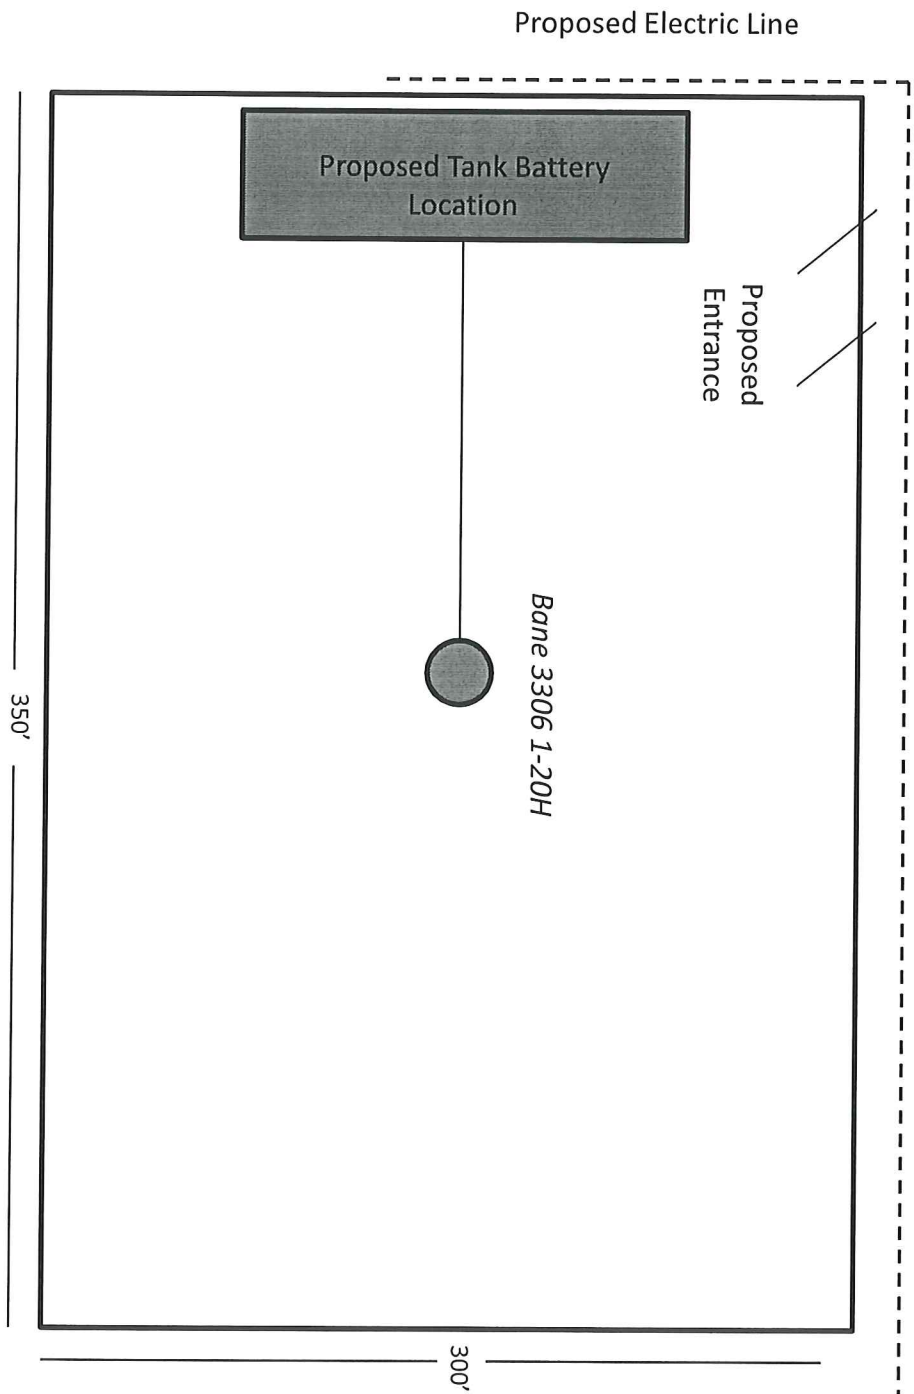 Proposed Electric Line
Proposed Tank Battery
Location
Proposed
Entrance
Bane 3306 1-20H
350'
300'